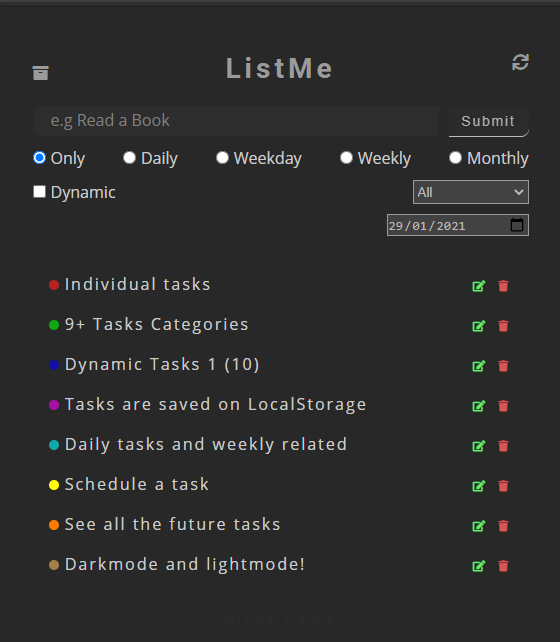 ListMe
e.g Read a Book Submit
Only Daily Weekday Weekly Monthly
Dynamic All
29/01/2021
Individual tasks
9+ Tasks Categories
Dynamic Tasks 1 (10)
Tasks are saved on LocalStorage
Daily tasks and weekly related
Schedule a task
See all the future tasks
Darkmode and lightmode!
Clear Items